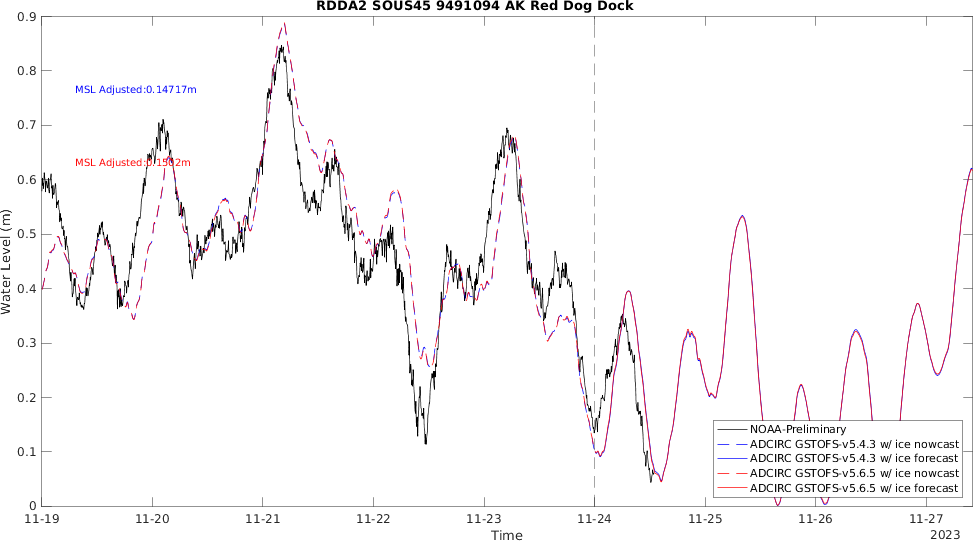 RDDA2 SOUS45 9491094 AK Red Dog Dock
0.9
0.8
MSL Adjusted:0.14717m
0.7
MSL Adjusted:0.1502m
0.6
0.5
Water Level (m)
0.4
0.3
0.2
0.1
0
NOAA-Preliminary
ADCIRC GSTOFS-v5.4.3 w/ ice nowcast
ADCIRC GSTOFS-v5.4.3 w/ ice forecast
ADCIRC GSTOFS-v5.6.5 w/ ice nowcast
ADCIRC GSTOFS-v5.6.5 w/ ice forecast
11-19 11-20 11-21 11-22 11-23 11-24 11-25 11-26 11-27
Time
2023